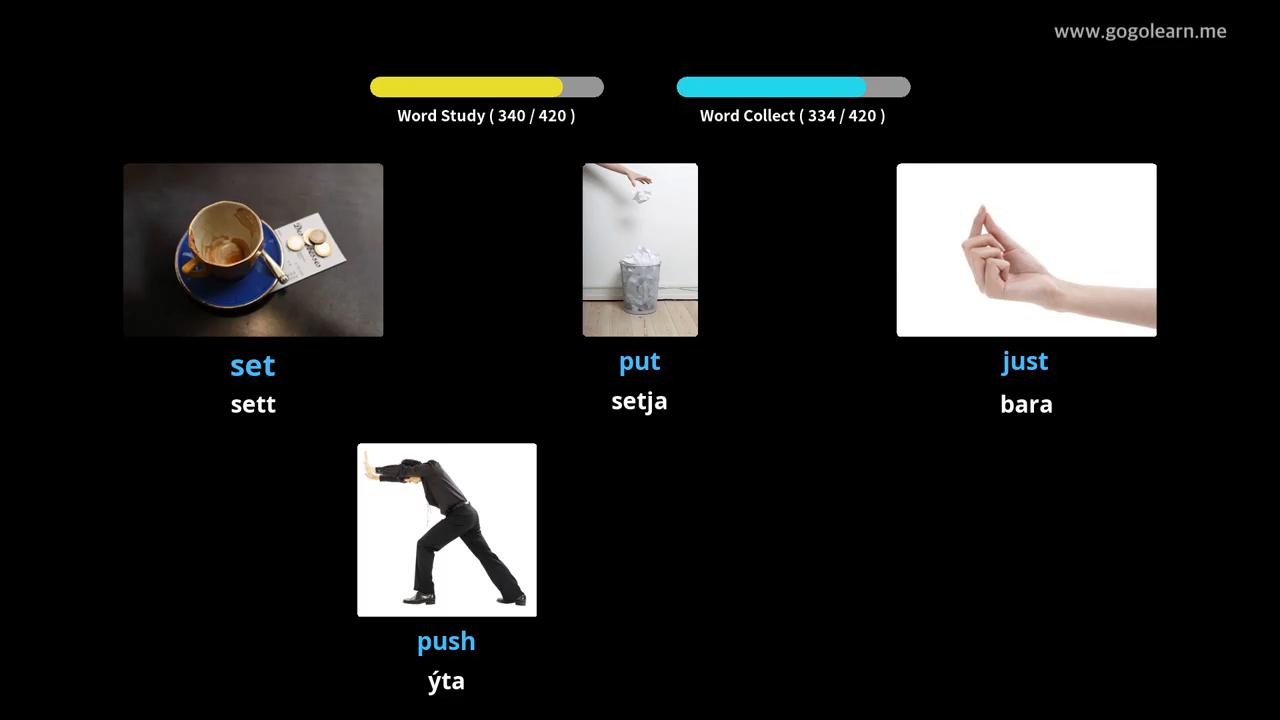 www.gogolearn.me
Word Study ( 340 / 420 )
Word Collect ( 334 / 420 )
set
sett
put
setja
just
bara
push
ýta